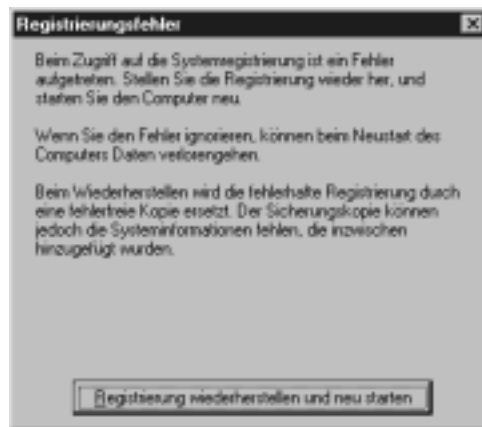 Registrierungsfehler
Beim Zugriff auf die Systemregistrierung ist ein Fehler
aufgetreten. Stellen Sie die Registrierung wieder her, und
starten Sie den Computer neu.
Wenn Sie den Fehler ignorieren, können beim Neustart des
Computers Daten verlorengehen.
Beim Wiederherstellen wird die fehlerhafte Registrierung durch
eine fehlerfreie Kopie ersetzt. Der Sicherungskopie können
jedoch die Systeminformationen fehlen, die inzwischen
hinzugefügt wurden.
Registrierung wiederherstellen und neu starten